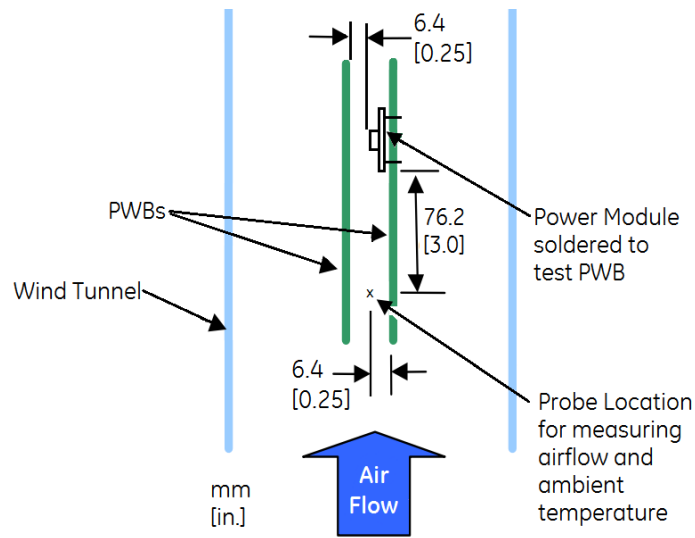 6.4
[0.25]
PWBs
76.2
[3.0]
Power Module
soldered to
test PWB
Wind Tunnel
x
6.4
[0.25]
Probe Location
for measuring
airflow and
ambient
temperature
Air
Flow
mm
[in.]